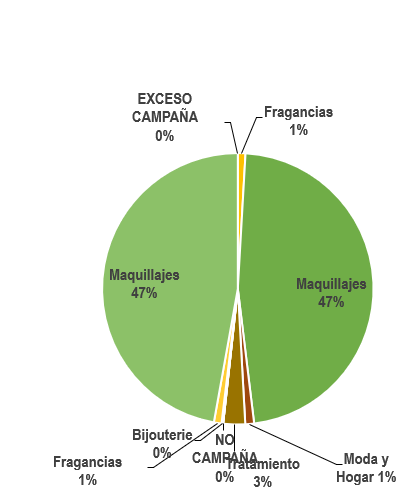 EXCESO
CAMPAÑA
0%
Fragancias
1%
Maquillajes
47%
Maquillajes
47%
Bijouterie
0%
NO
CAMPAÑA
0%
Tratamiento
3%
Fragancias
1%
Moda y
Hogar 1%